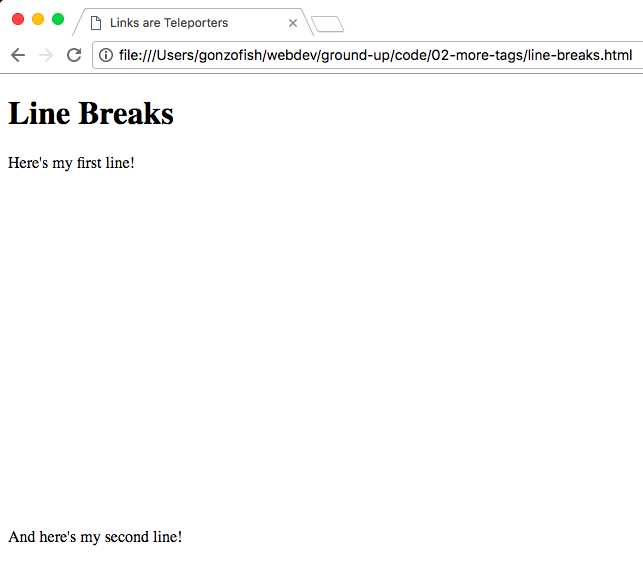 Links are Teleporters
file:///Users/gonzofish/webdev/ground-up/code/02-more-tags/line-breaks.html
Line Breaks
Here's my first line!
And here's my second line!